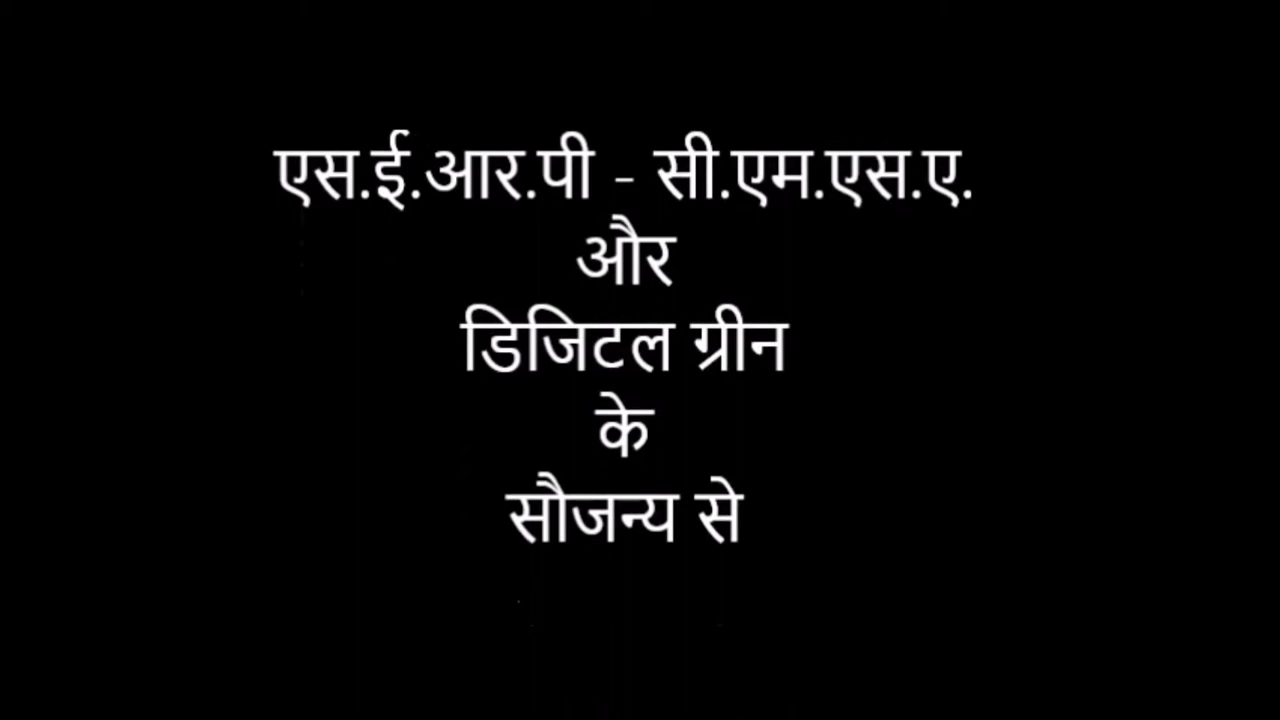 एस.ई.आर.पी - सी.एम.एस.ए.
और
डिजिटल ग्रीन
के
सौजन्य से